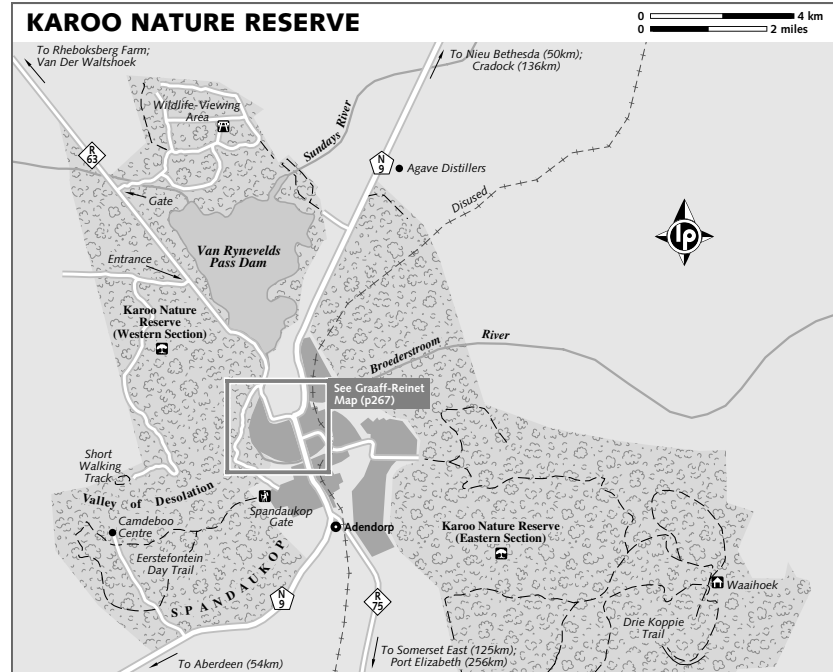 KAROO NATURE RESERVE
0 4 km
0 2 miles
To Rheboksberg Farm;
Van Der Waltshoek
To Nieu Bethesda (50km);
Cradock (136km)
Wildlife-Viewing
Area
Sundays River
R
63
N
9
Agave Distillers
Disused
Gate
lp
Van Rynevelds
Pass Dam
Entrance
Karoo Nature
Reserve
(Western Section)
Broederstroom River
See Graaff-Reinet
Map (p267)
Short
Walking
Track
Valley of Desolation
Spandaukop
Gate
Camdeboo
Centre
Adendorp
Karoo Nature Reserve
(Eastern Section)
Eerstefontein
Day Trail
SPANDAUKOP
Waaihoek
N
9
R
75
Drie Koppie
Trail
To Aberdeen (54km)
To Somerset East (125km);
Port Elizabeth (256km)